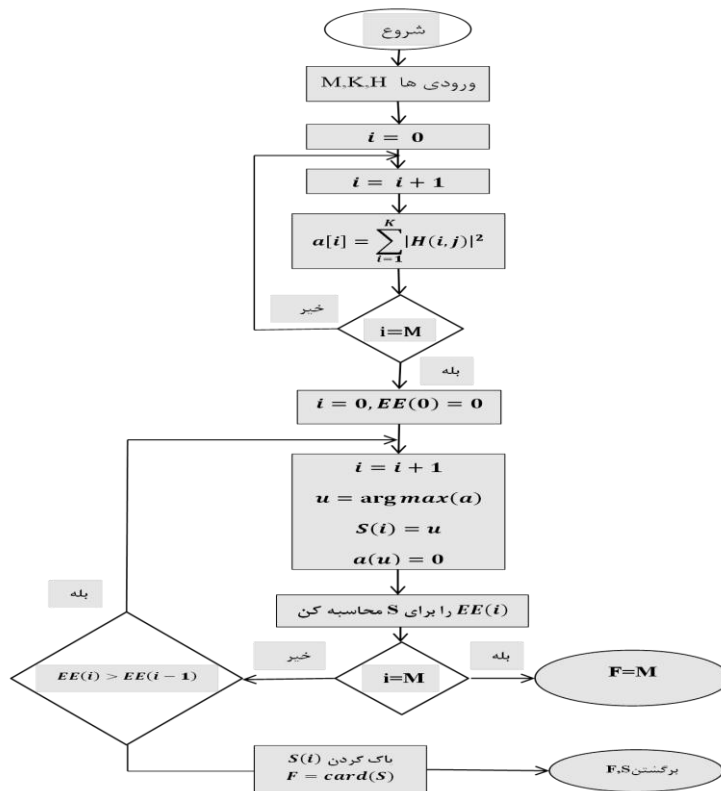 شروع
ورودی ها M,K,H
i = 0
i = i + 1
a[i] = \sum_{i=1}^{K} |H(i,j)|^2
خیر
i=M
بله
i = 0, EE(0) = 0
i = i + 1
u = arg max(a)
S(i) = u
a(u) = 0
بله
EE(i) را برای S محاسبه کن
خیر
بله
EE(i) > EE(i − 1)
i=M
F=M
پاک کردن S(i)
F = card(S)
برگشتن F,S